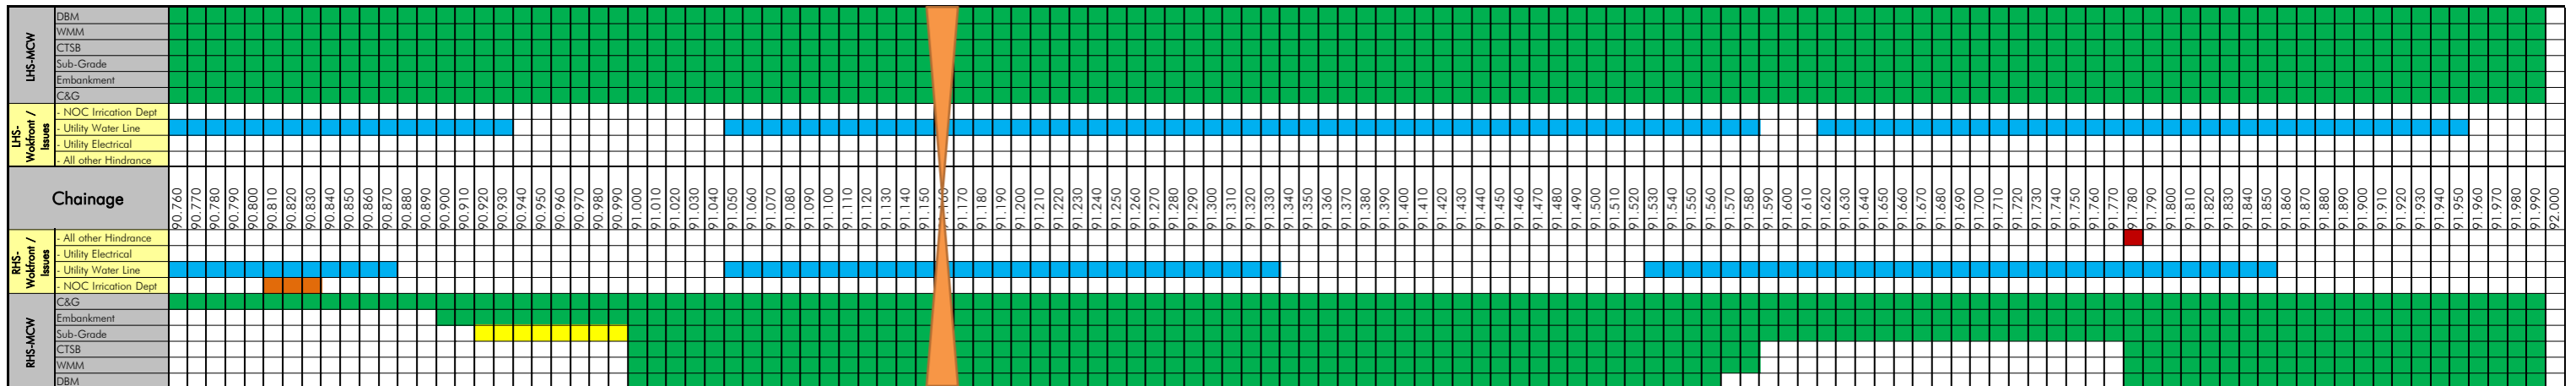 LHS-MCW
DBM
WMM
CTSB
Sub-Grade
Embankment
C&G
LHS-
Wokfront /
Issues
- NOC Irrication Dept
- Utility Water Line
- Utility Electrical
- All other Hindrance
Chainage
90.760 90.770 90.780 90.790 90.800 90.810 90.820 90.830 90.840 90.850 90.860 90.870 90.880 90.890 90.900 90.910 90.920 90.930 90.940 90.950 90.960 90.970 90.980 90.990 91.000 91.010 91.020 91.030 91.040 91.050 91.060 91.070 91.080 91.090 91.100 91.110 91.120 91.130 91.140 91.150 91.160 91.170 91.180 91.190 91.200 91.210 91.220 91.230 91.240 91.250 91.260 91.270 91.280 91.290 91.300 91.310 91.320 91.330 91.340 91.350 91.360 91.370 91.380 91.390 91.400 91.410 91.420 91.430 91.440 91.450 91.460 91.470 91.480 91.490 91.500 91.510 91.520 91.530 91.540 91.550 91.560 91.570 91.580 91.590 91.600 91.610 91.620 91.630 91.640 91.650 91.660 91.670 91.680 91.690 91.700 91.710 91.720 91.730 91.740 91.750 91.760 91.770 91.780 91.790 91.800 91.810 91.820 91.830 91.840 91.850 91.860 91.870 91.880 91.890 91.900 91.910 91.920 91.930 91.940 91.950 91.960 91.970 91.980 91.990 92.000
RHS-
Wokfront /
Issues
- All other Hindrance
- Utility Electrical
- Utility Water Line
- NOC Irrication Dept
RHS-MCW
C&G
Embankment
Sub-Grade
CTSB
WMM
DBM